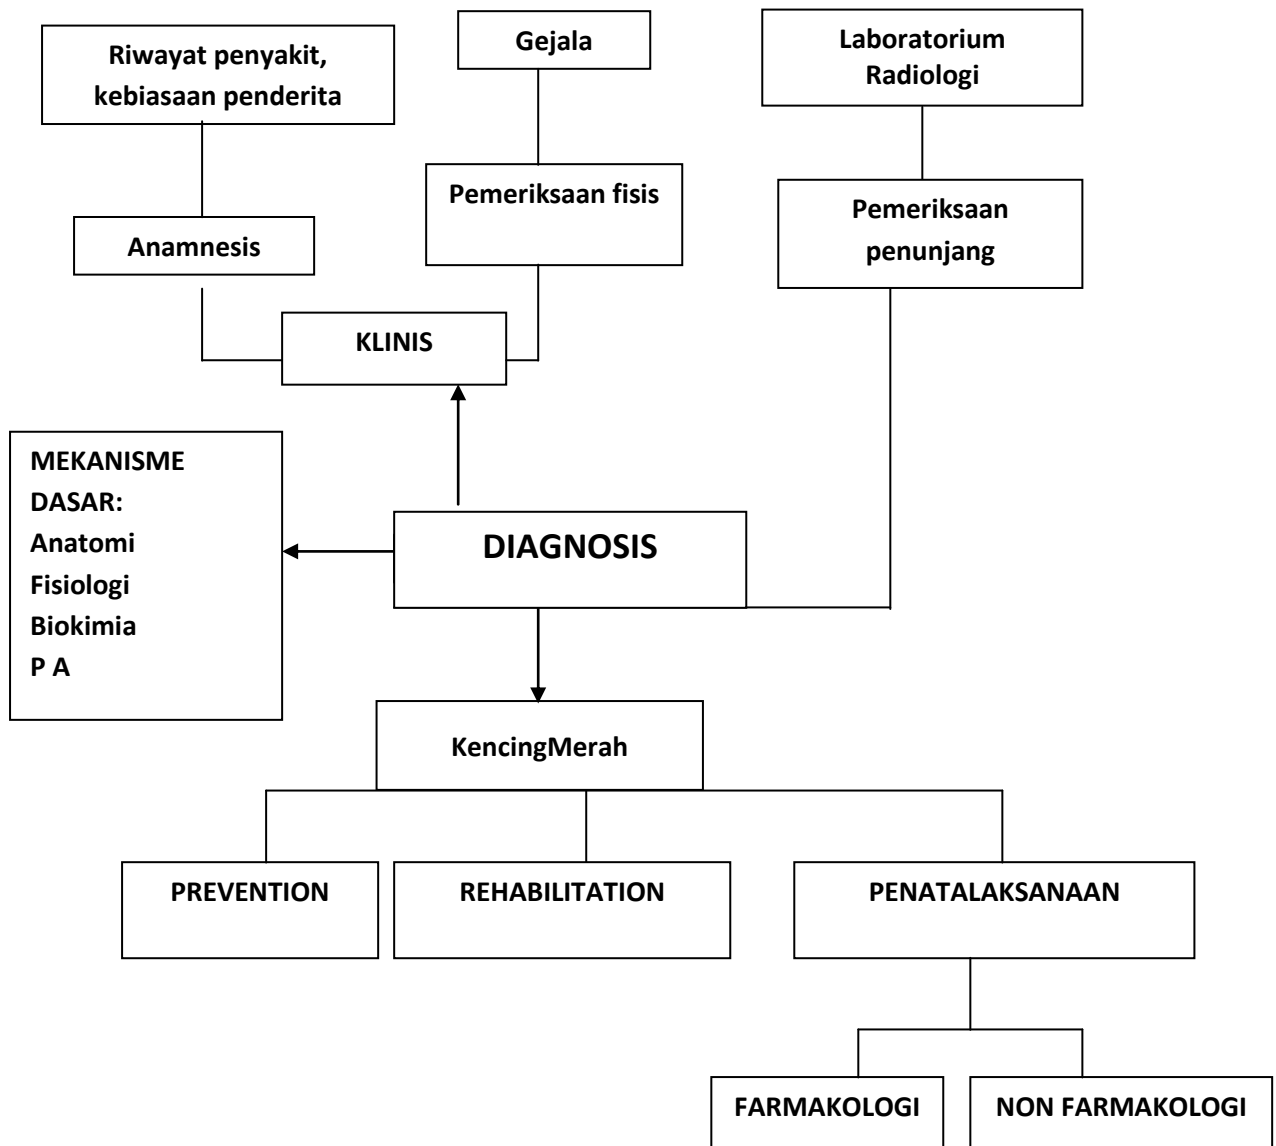 Riwayat penyakit,
kebiasaan penderita
Gejala
Laboratorium
Radiologi
Anamnesis
Pemeriksaan fisis
Pemeriksaan
penunjang
KLINIS
MEKANISME
DASAR:
Anatomi
Fisiologi
Biokimia
P A
DIAGNOSIS
KencingMerah
PREVENTION
REHABILITATION
PENATALAKSANAAN
FARMAKOLOGI
NON FARMAKOLOGI